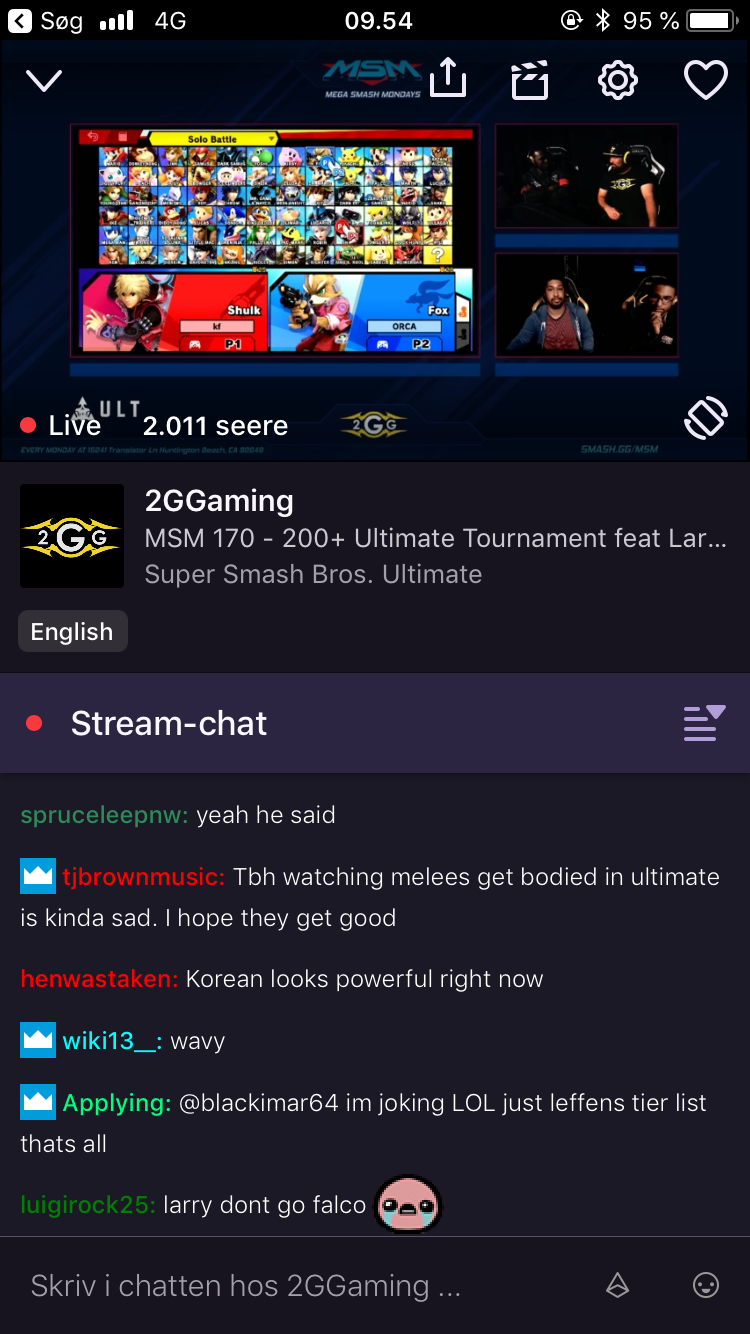 Søg 4G 09.54 95 %
MSM
MEGA SMASH MONDAYS
Solo Battle
Shulk
kf
P1
Fox
ORCA
P2
ULT
Live 2.011 seere
2GG
EVERY MONDAY AT 15241 Transistor Ln Huntington Beach, CA 92649
SMASH.GG/MSM
2GG
2GGaming
MSM 170 - 200+ Ultimate Tournament feat Lar...
Super Smash Bros. Ultimate
English
Stream-chat
spruceleepnw: yeah he said
tjbrownmusic: Tbh watching melees get bodied in ultimate
is kinda sad. I hope they get good
henwastaken: Korean looks powerful right now
wiki13__: wavy
Applying: @blackimar64 im joking LOL just leffens tier list
thats all
luigirock25: larry dont go falco
Skriv i chatten hos 2GGaming ...